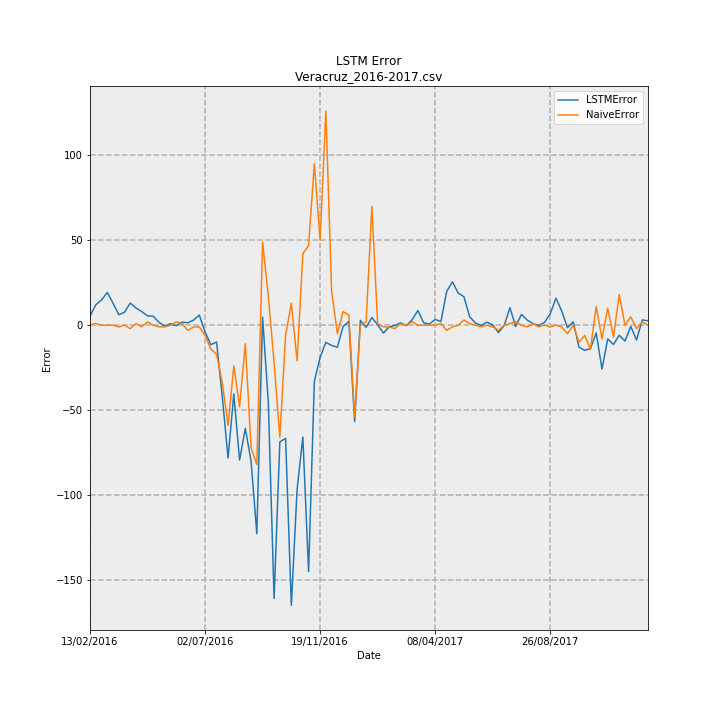 LSTM Error
Veracruz_2016-2017.csv
LSTMError
NaiveError
100
50
0
−50
−100
−150
Error
13/02/2016
02/07/2016
19/11/2016
08/04/2017
26/08/2017
Date